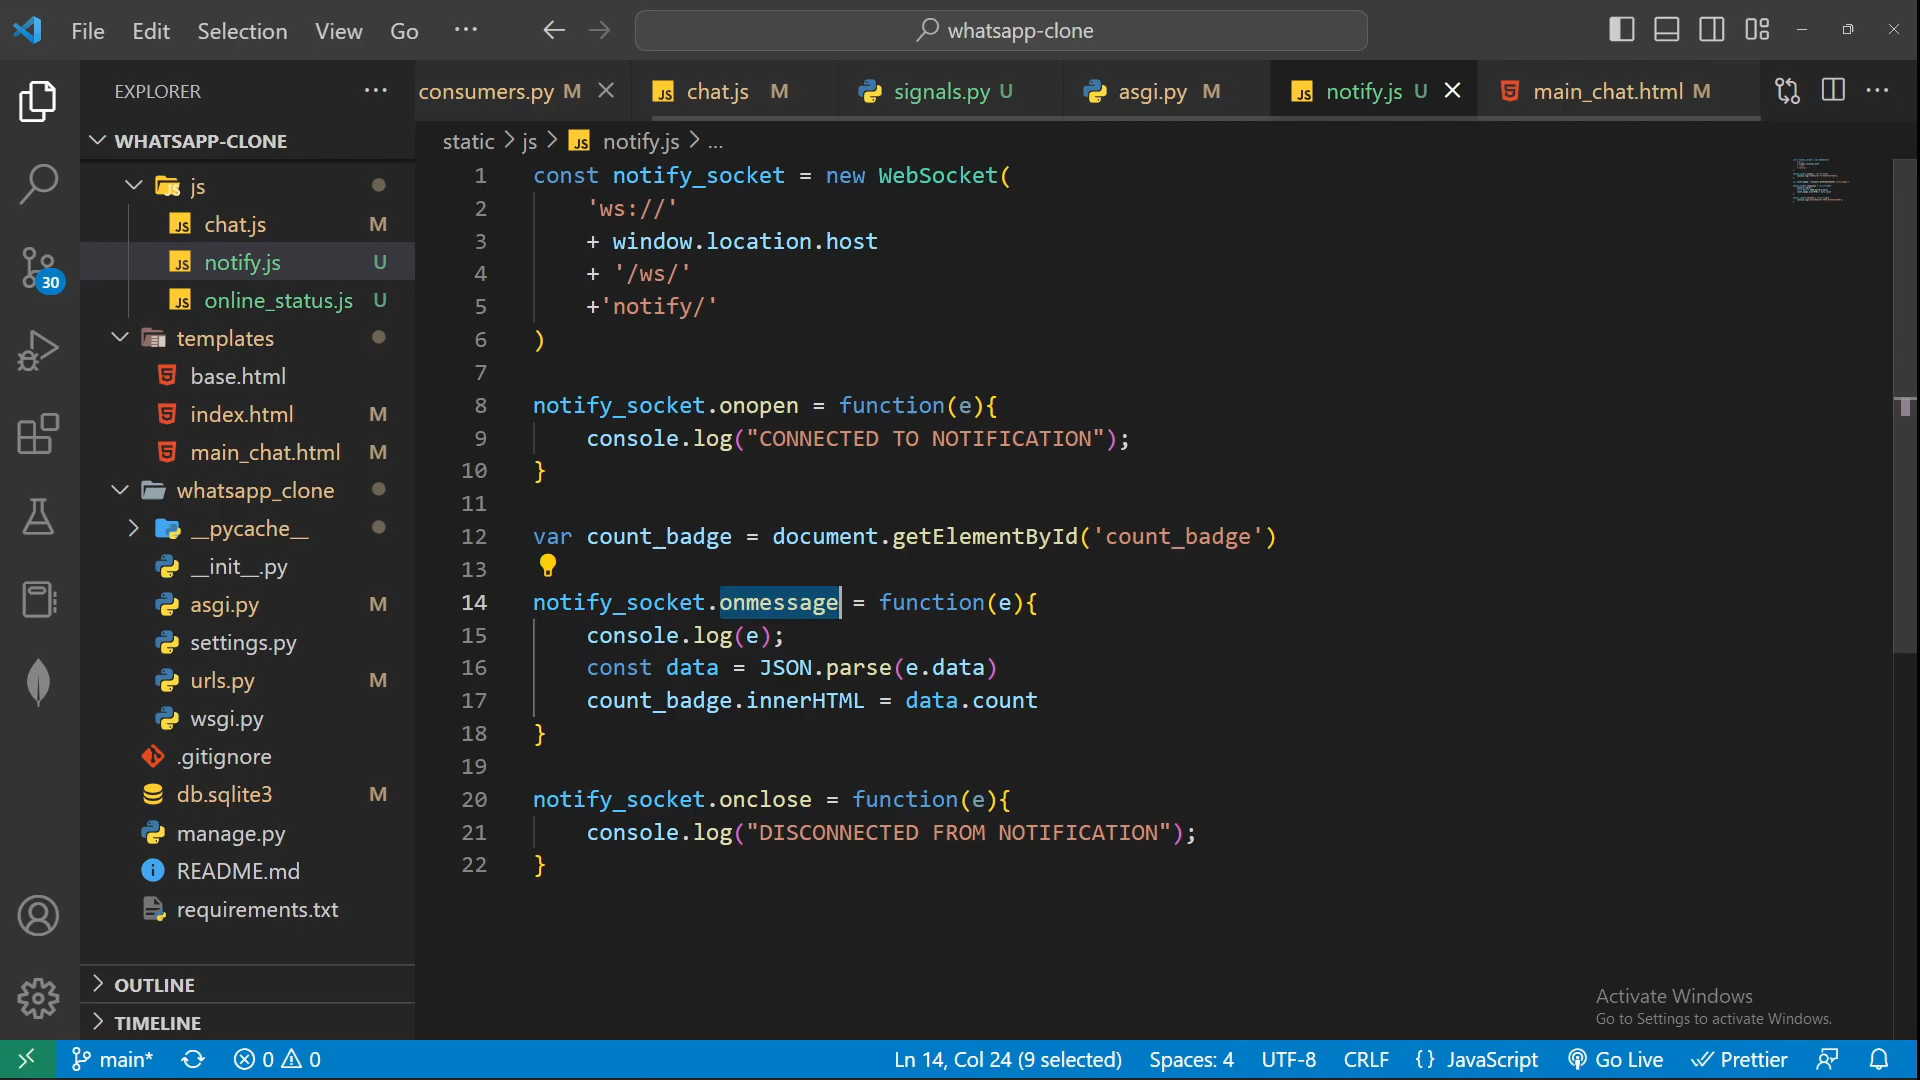 File Edit Selection View Go ...
whatsapp-clone
EXPLORER ...
consumers.py M
JS chat.js M
signals.py U
asgi.py M
JS notify.js U
main_chat.html M
WHATSAPP-CLONE
js
JS chat.js M
JS notify.js U
JS online_status.js U
templates
base.html
index.html M
main_chat.html M
whatsapp_clone
__pycache__
__init__.py
asgi.py M
settings.py
urls.py M
wsgi.py
.gitignore
db.sqlite3 M
manage.py
README.md
requirements.txt
OUTLINE
TIMELINE
30
static > js > JS notify.js > ...
1 const notify_socket = new WebSocket(
2 'ws://'
3 + window.location.host
4 + '/ws/'
5 +'notify/'
6 )
7
8 notify_socket.onopen = function(e){
9 console.log("CONNECTED TO NOTIFICATION");
10 }
11
12 var count_badge = document.getElementById('count_badge')
13
14 notify_socket.onmessage = function(e){
15 console.log(e);
16 const data = JSON.parse(e.data)
17 count_badge.innerHTML = data.count
18 }
19
20 notify_socket.onclose = function(e){
21 console.log("DISCONNECTED FROM NOTIFICATION");
22 }
Activate Windows
Go to Settings to activate Windows.
main* 0 0 Ln 14, Col 24 (9 selected) Spaces: 4 UTF-8 CRLF {} JavaScript Go Live Prettier